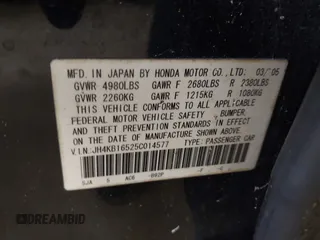 MFD. IN JAPAN BY HONDA MOTOR CO., LTD. 03/05
GVWR 4980LBS GAWR F 2680LBS R 2380LBS
GVWR 2260KG GAWR F 1215KG R 1080KG
THIS VEHICLE CONFORMS TO ALL APPLICABLE
FEDERAL MOTOR VEHICLE SAFETY, BUMPER,
AND THEFT PREVENTION STANDARDS IN EFFECT
ON THE DATE OF MANUFACTURE SHOWN ABOVE.
V.I.N: JH4KB16525C014577 TYPE: PASSENGER CAR
SJA
DREAMBID